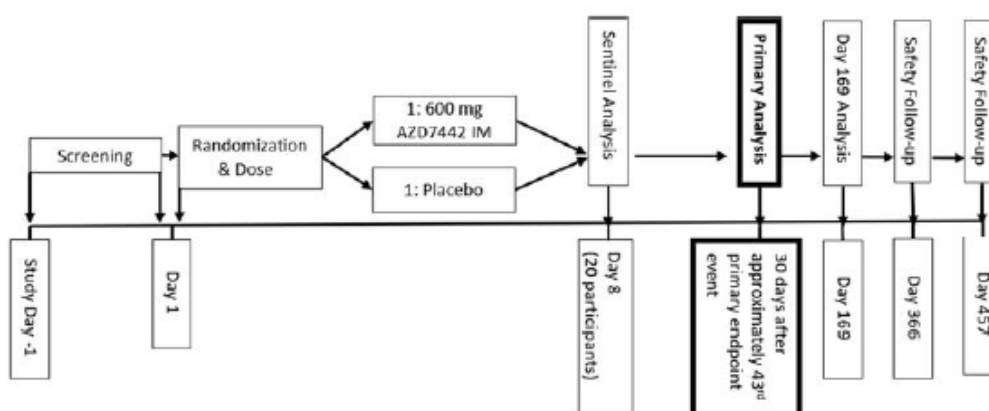 Screening
Randomization
& Dose
1: 600 mg
AZD7442 IM
1: Placebo
Sentinel Analysis
Primary Analysis
Day 169 Analysis
Safety Follow-up
Safety Follow-up
Study Day -1
Day 1
Day 8
(20 participants)
30 days after
approximately 43rd
primary endpoint
event
Day 169
Day 366
Day 457